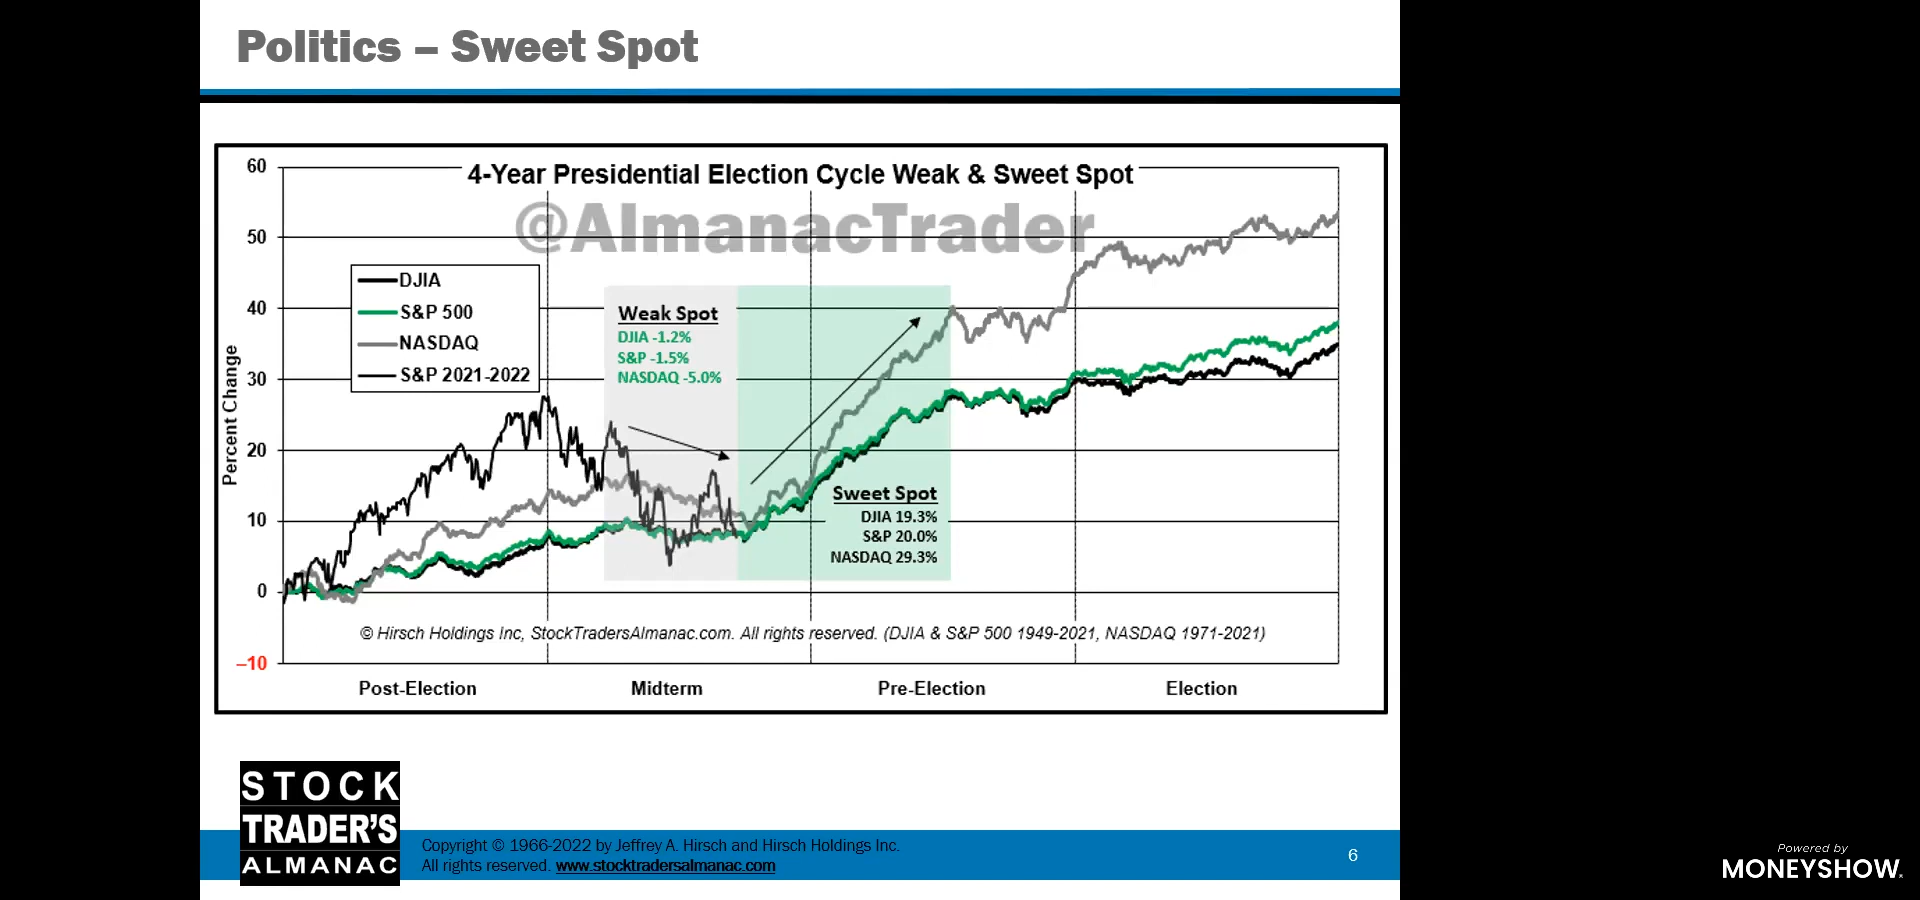 Politics – Sweet Spot
4-Year Presidential Election Cycle Weak & Sweet Spot
@AlmanacTrader
60
50
40
30
20
10
0
–10
Percent Change
DJIA
S&P 500
NASDAQ
S&P 2021-2022
Weak Spot
DJIA -1.2%
S&P -1.5%
NASDAQ -5.0%
Sweet Spot
DJIA 19.3%
S&P 20.0%
NASDAQ 29.3%
© Hirsch Holdings Inc, StockTradersAlmanac.com. All rights reserved. (DJIA & S&P 500 1949-2021, NASDAQ 1971-2021)
Post-Election
Midterm
Pre-Election
Election
STOCK
TRADER'S
ALMANAC
Copyright © 1966-2022 by Jeffrey A. Hirsch and Hirsch Holdings Inc.
All rights reserved. www.stocktradersalmanac.com
6
Powered by
MONEYSHOW.